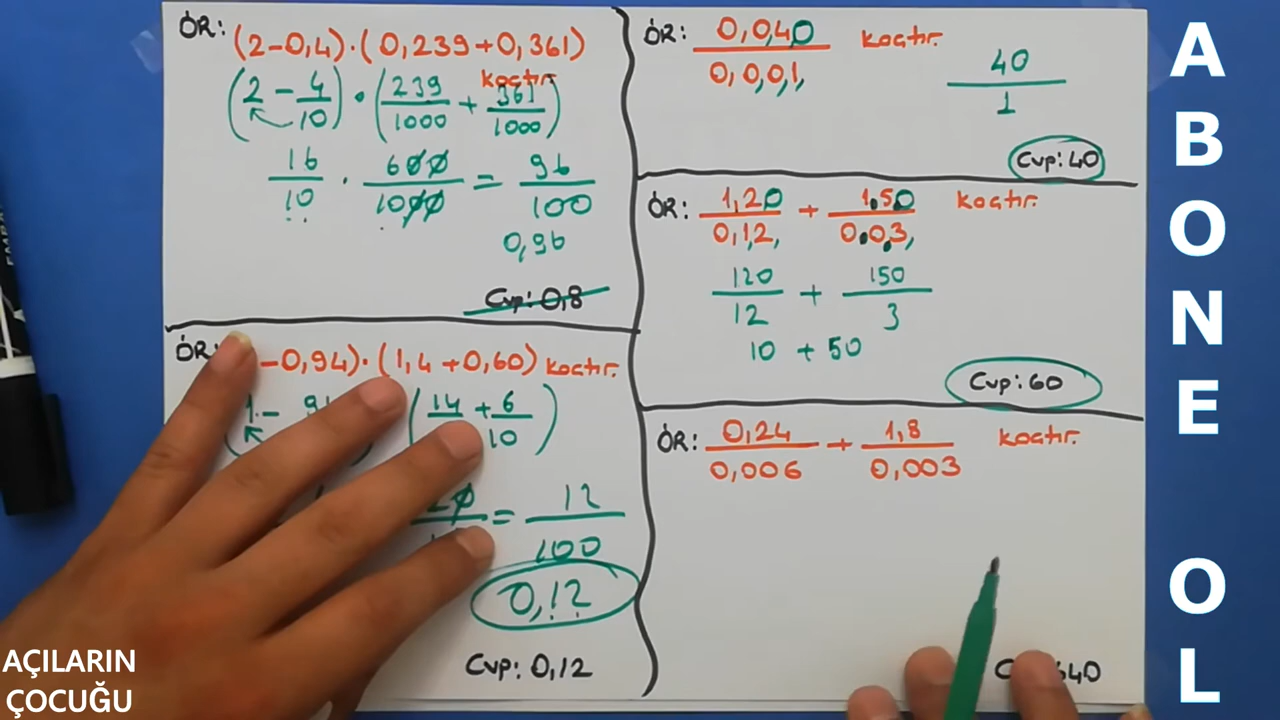 ÖR: (2-0,4)·(0,239+0,361)
kaçtır.
(2 - 4/10) · (239/1000 + 361/1000)
16/10 · 600/1000 = 96/100
0,96
Cvp: 0,8
ÖR: -0,94)·(1,4+0,60) kaçtır.
(1 - (14 + 6/10)
20 = 12/100
0,12
Cvp: 0,12
ÖR: 0,040/0,001, kaçtır.
40/1
Cvp: 40
ÖR: 1,20/0,12, + 1,50/0,03, kaçtır.
120/12 + 150/3
10 + 50
Cvp: 60
ÖR: 0,24/0,006 + 1,8/0,003 kaçtır.
640
ABONE
OL
AÇILARIN
ÇOCUĞU